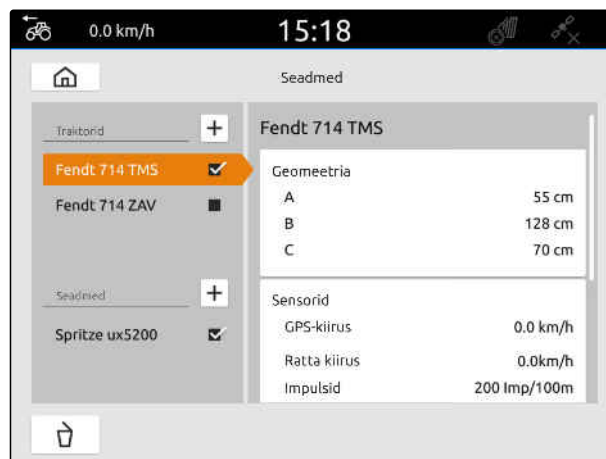 0.0 km/h 15:18
Seadmed
Traktorid
Fendt 714 TMS
Fendt 714 ZAV
Seadmed
Spritze ux5200
Fendt 714 TMS
Geomeetria
A 55 cm
B 128 cm
C 70 cm
Sensorid
GPS-kiirus 0.0 km/h
Ratta kiirus 0.0km/h
Impulsid 200 Imp/100m